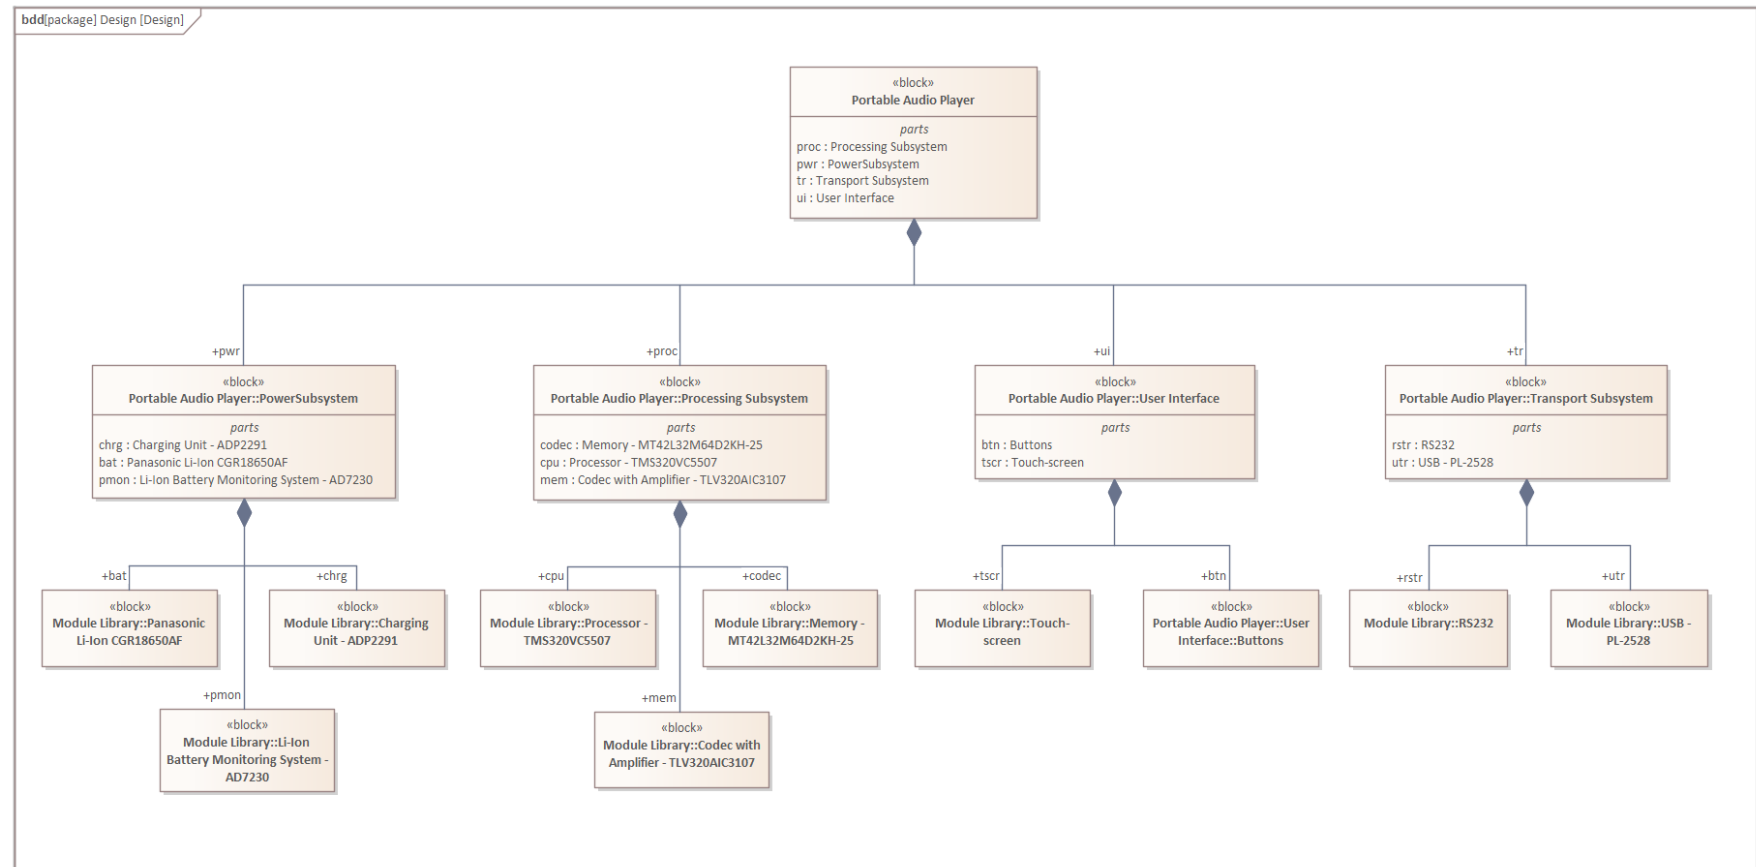 bdd[package] Design [Design]
«block»
Portable Audio Player
parts
proc : Processing Subsystem
pwr : PowerSubsystem
tr : Transport Subsystem
ui : User Interface
+pwr
+proc
+ui
+tr
«block»
Portable Audio Player::PowerSubsystem
parts
chrg : Charging Unit - ADP2291
bat : Panasonic Li-Ion CGR18650AF
pmon : Li-Ion Battery Monitoring System - AD7230
«block»
Portable Audio Player::Processing Subsystem
parts
codec : Memory - MT42L32M64D2KH-25
cpu : Processor - TMS320VC5507
mem : Codec with Amplifier - TLV320AIC3107
«block»
Portable Audio Player::User Interface
parts
btn : Buttons
tscr : Touch-screen
«block»
Portable Audio Player::Transport Subsystem
parts
rstr : RS232
utr : USB - PL-2528
+bat
+chrg
+cpu
+codec
+tscr
+btn
+rstr
+utr
«block»
Module Library::Panasonic
Li-Ion CGR18650AF
«block»
Module Library::Charging
Unit - ADP2291
«block»
Module Library::Processor -
TMS320VC5507
«block»
Module Library::Memory -
MT42L32M64D2KH-25
«block»
Module Library::Touch-
screen
«block»
Portable Audio Player::User
Interface::Buttons
«block»
Module Library::RS232
«block»
Module Library::USB -
PL-2528
+pmon
+mem
«block»
Module Library::Li-Ion
Battery Monitoring System -
AD7230
«block»
Module Library::Codec with
Amplifier - TLV320AIC3107